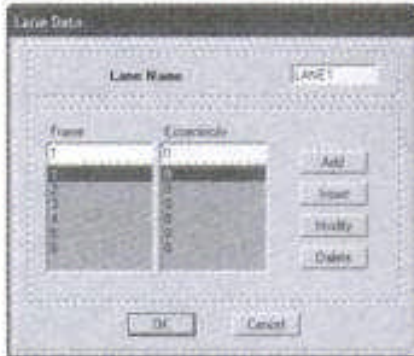 Lane Data
Lane Name LANE1
Frame Eccentricity
1 0
Add
Insert
Modify
Delete
OK Cancel